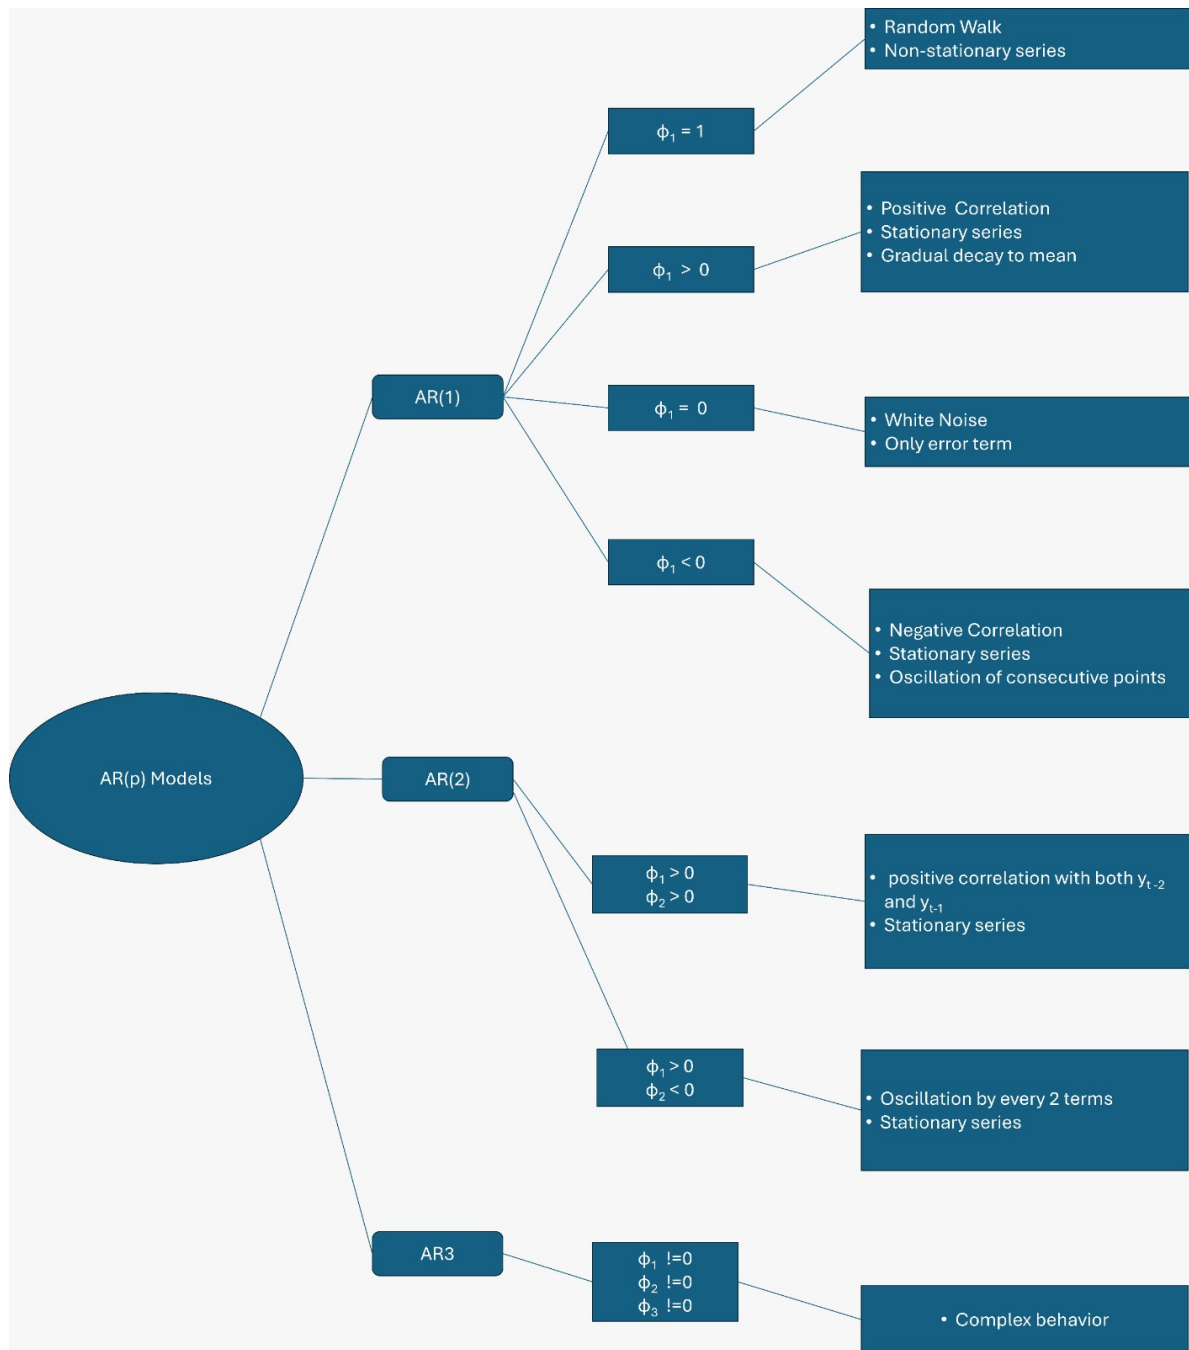 • Random Walk
• Non-stationary series
ϕ₁ = 1
• Positive Correlation
• Stationary series
• Gradual decay to mean
ϕ₁ > 0
AR(1)
ϕ₁ = 0
• White Noise
• Only error term
ϕ₁ < 0
• Negative Correlation
• Stationary series
• Oscillation of consecutive points
AR(p) Models
AR(2)
ϕ₁ > 0
ϕ₂ > 0
• positive correlation with both yₜ₋₂
and yₜ₋₁
• Stationary series
ϕ₁ > 0
ϕ₂ < 0
• Oscillation by every 2 terms
• Stationary series
AR3
ϕ₁ !=0
ϕ₂ !=0
ϕ₃ !=0
• Complex behavior